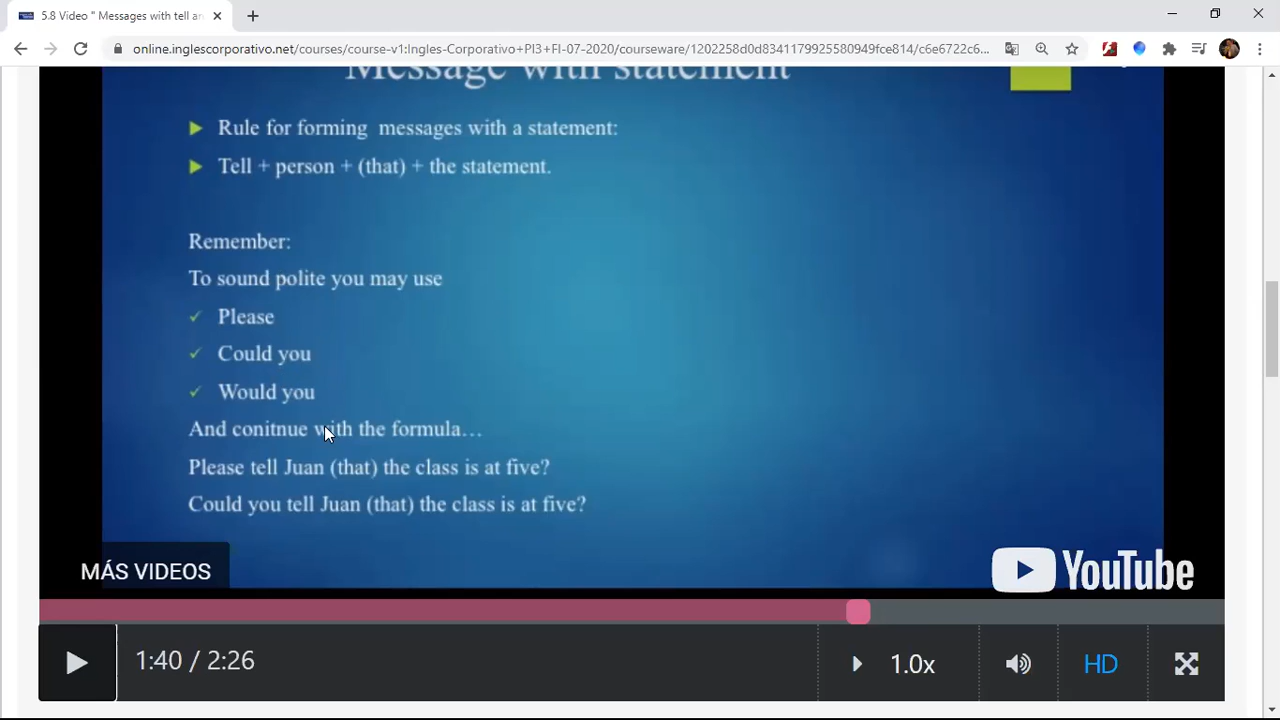 5.8 Video " Messages with tell a
online.inglescorporativo.net/courses/course-v1:Ingles-Corporativo+PI3+FI-07-2020/courseware/1202258d0d8341179925580949fce814/c6e6722c6...
Message with statement
Rule for forming messages with a statement:
Tell + person + (that) + the statement.
Remember:
To sound polite you may use
Please
Could you
Would you
And conitnue with the formula…
Please tell Juan (that) the class is at five?
Could you tell Juan (that) the class is at five?
MÁS VIDEOS
YouTube
1:40 / 2:26
1.0x
HD